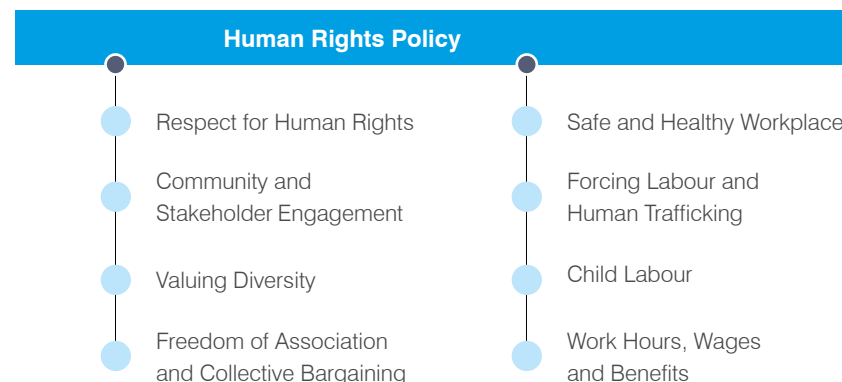 Human Rights Policy
Respect for Human Rights
Community and
Stakeholder Engagement
Valuing Diversity
Freedom of Association
and Collective Bargaining
Safe and Healthy Workplace
Forcing Labour and
Human Trafficking
Child Labour
Work Hours, Wages
and Benefits